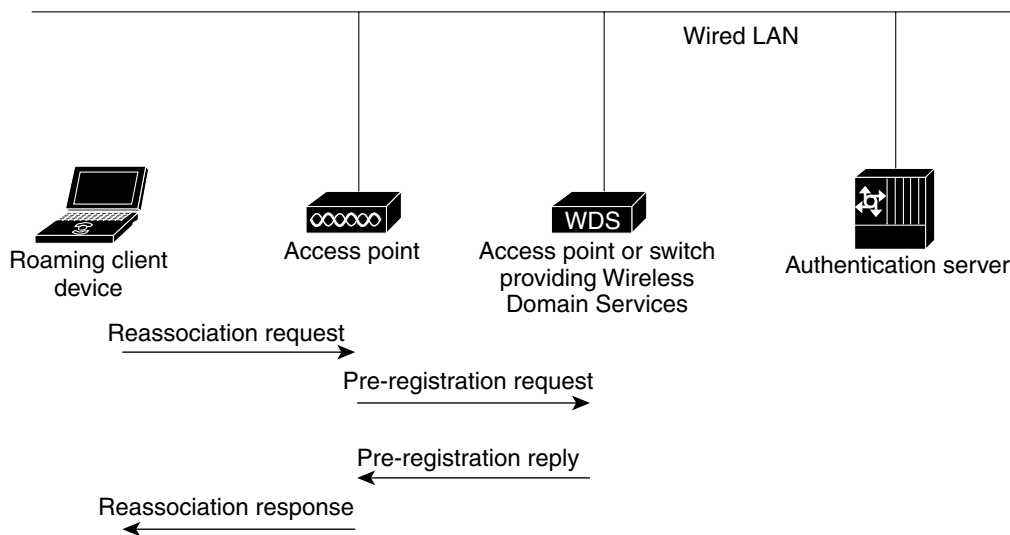 Wired LAN
WDS
Roaming client
device
Access point
Access point or switch
providing Wireless
Domain Services
Authentication server
Reassociation request
Pre-registration request
Pre-registration reply
Reassociation response